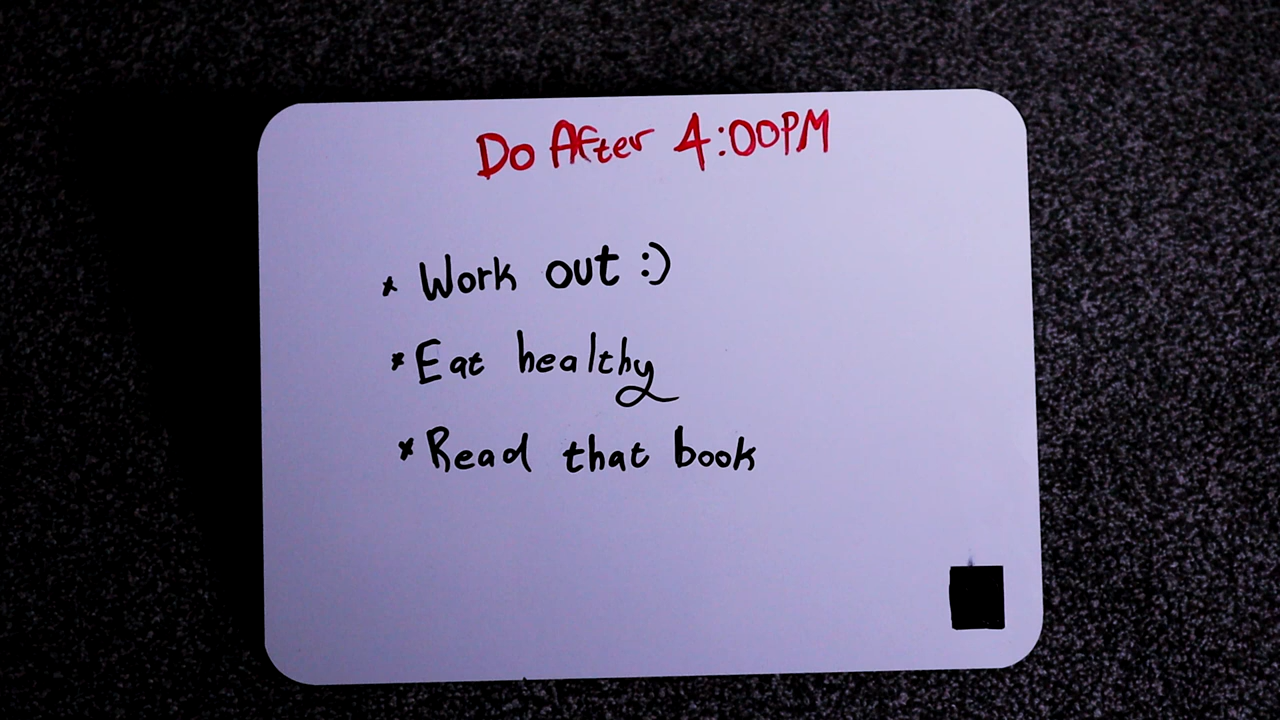 Do After 4:00PM
* Work out :)
* Eat healthy
* Read that book